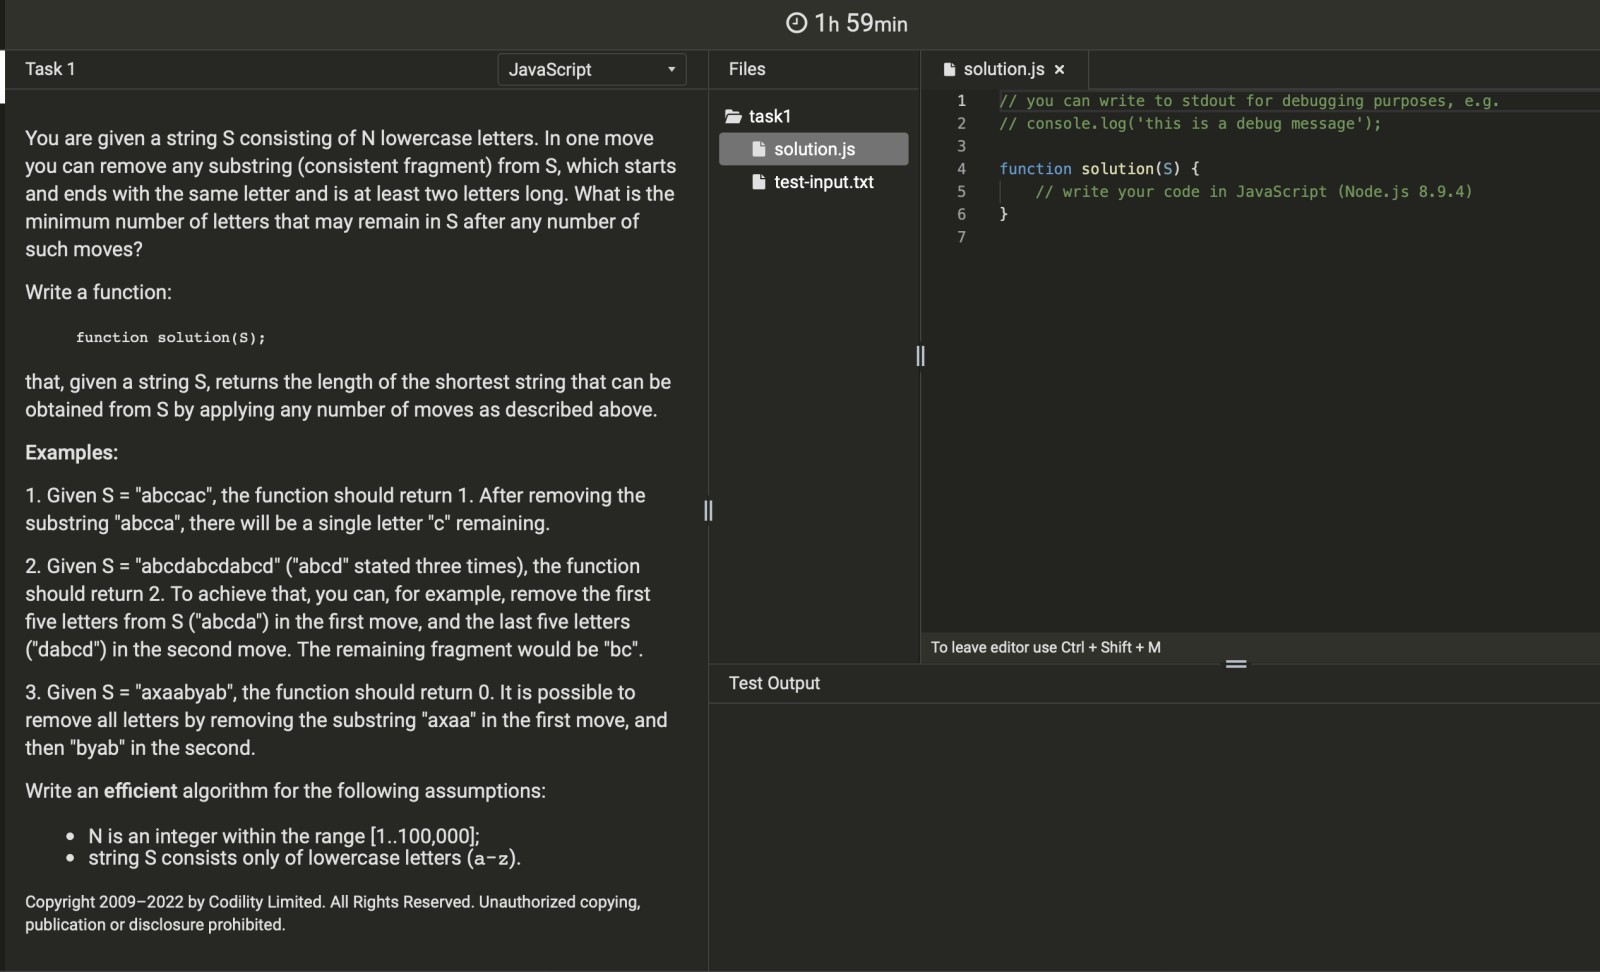 1h 59min
Task 1
JavaScript
You are given a string S consisting of N lowercase letters. In one move
you can remove any substring (consistent fragment) from S, which starts
and ends with the same letter and is at least two letters long. What is the
minimum number of letters that may remain in S after any number of
such moves?
Write a function:
function solution(S);
that, given a string S, returns the length of the shortest string that can be
obtained from S by applying any number of moves as described above.
Examples:
1. Given S = "abccac", the function should return 1. After removing the
substring "abcca", there will be a single letter "c" remaining.
2. Given S = "abcdabcdabcd" ("abcd" stated three times), the function
should return 2. To achieve that, you can, for example, remove the first
five letters from S ("abcda") in the first move, and the last five letters
("dabcd") in the second move. The remaining fragment would be "bc".
3. Given S = "axaabyab", the function should return 0. It is possible to
remove all letters by removing the substring "axaa" in the first move, and
then "byab" in the second.
Write an efficient algorithm for the following assumptions:
• N is an integer within the range [1..100,000];
• string S consists only of lowercase letters (a-z).
Copyright 2009–2022 by Codility Limited. All Rights Reserved. Unauthorized copying,
publication or disclosure prohibited.
Files
task1
solution.js
test-input.txt
solution.js ×
1 // you can write to stdout for debugging purposes, e.g.
2 // console.log('this is a debug message');
3
4 function solution(S) {
5 // write your code in JavaScript (Node.js 8.9.4)
6 }
7
To leave editor use Ctrl + Shift + M
Test Output